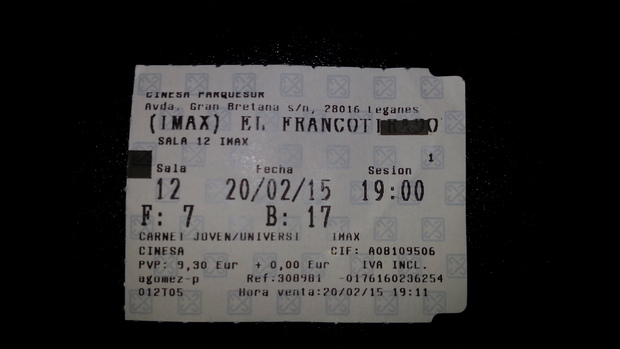 CINESA PARQUESUR
Avda. Gran Bretana s/n, 28016 Leganes
(IMAX) EL FRANCOTI
SALA 12 IMAX
1
Sala Fecha Sesion
12 20/02/15 19:00
F: 7 B: 17
CARNET JOVEN/UNIVERSI IMAX
CINESA CIF: A08109506
PVP: 9,30 Eur + 0,00 Eur IVA INCL.
agomez-p Ref.308981 -0176160236254
012T05 Hora venta:20/02/15 19:11